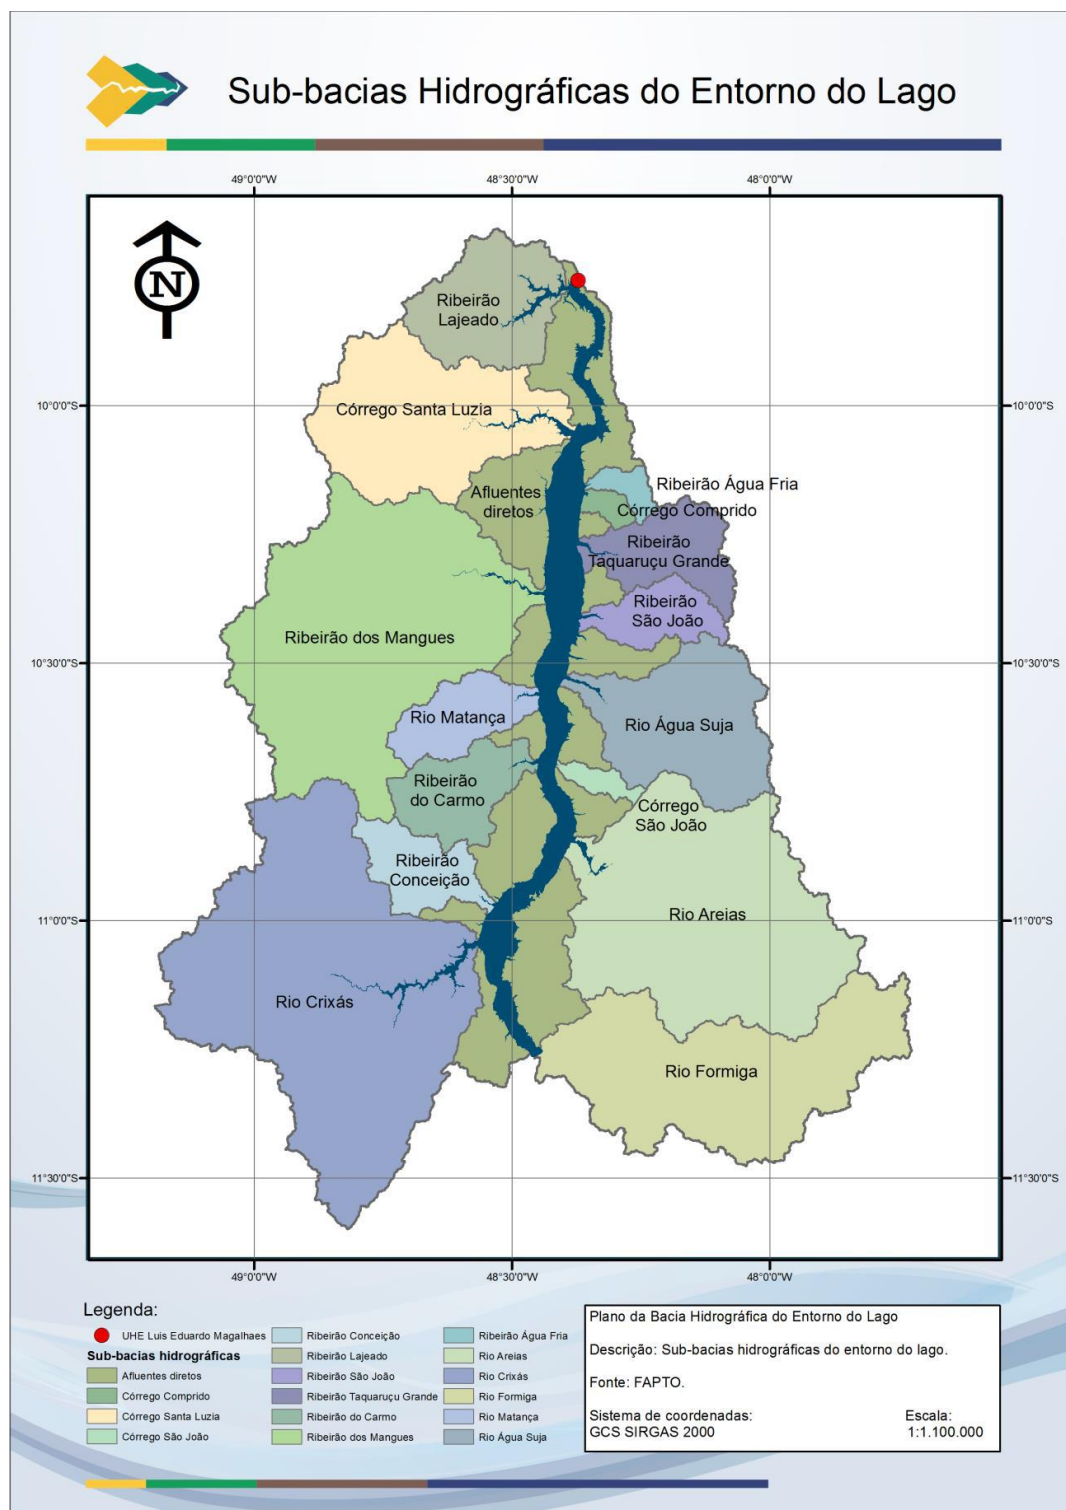 Sub-bacias Hidrográficas do Entorno do Lago
49°0'0"W
48°30'0"W
48°0'0"W
N
Ribeirão
Lajeado
10°0'0"S
10°0'0"S
Córrego Santa Luzia
Afluentes
diretos
Ribeirão Água Fria
Córrego Comprido
Ribeirão
Taquaruçu Grande
Ribeirão
São João
Ribeirão dos Mangues
10°30'0"S
10°30'0"S
Rio Matança
Rio Água Suja
Ribeirão
do Carmo
Córrego
São João
Ribeirão
Conceição
Rio Areias
11°0'0"S
11°0'0"S
Rio Crixás
Rio Formiga
11°30'0"S
11°30'0"S
49°0'0"W
48°30'0"W
48°0'0"W
Legenda:
UHE Luis Eduardo Magalhaes
Sub-bacias hidrográficas
Afluentes diretos
Córrego Comprido
Córrego Santa Luzia
Córrego São João
Ribeirão Conceição
Ribeirão Lajeado
Ribeirão São João
Ribeirão Taquaruçu Grande
Ribeirão do Carmo
Ribeirão dos Mangues
Ribeirão Água Fria
Rio Areias
Rio Crixás
Rio Formiga
Rio Matança
Rio Água Suja
Plano da Bacia Hidrográfica do Entorno do Lago
Descrição: Sub-bacias hidrográficas do entorno do lago.
Fonte: FAPTO.
Sistema de coordenadas:
GCS SIRGAS 2000
Escala:
1:1.100.000